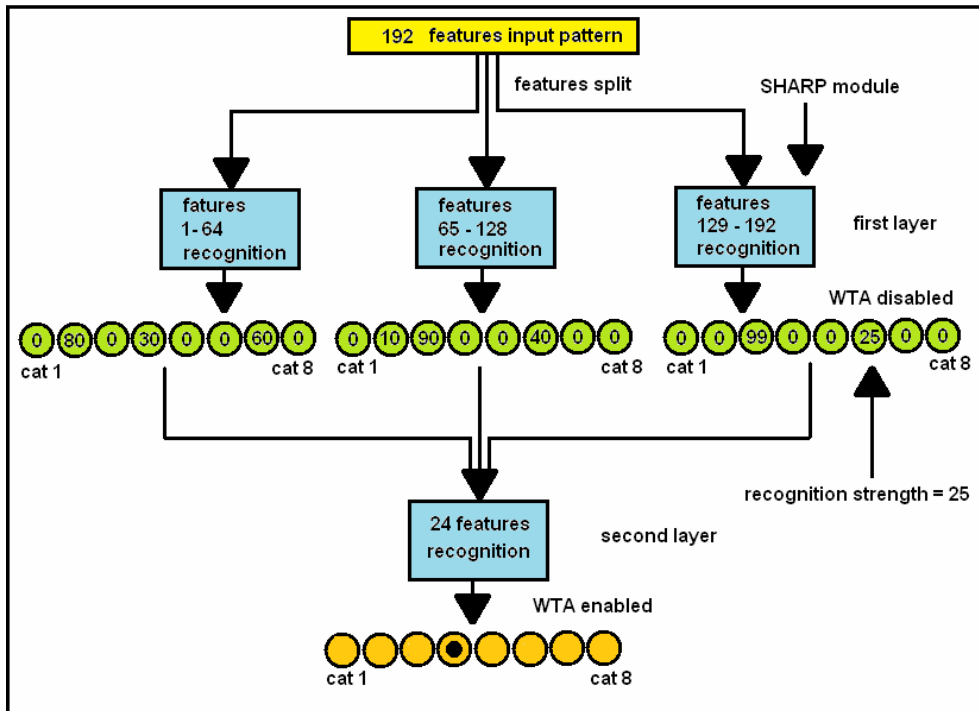 192 features input pattern
features split
SHARP module
fatures
1- 64
recognition
features
65 - 128
recognition
features
129 - 192
recognition
first layer
WTA disabled
0 80 0 30 0 0 60 0
0 10 90 0 0 40 0 0
0 0 99 0 0 25 0 0
cat 1
cat 8
cat 1
cat 8
cat 1
cat 8
recognition strength = 25
24 features
recognition
second layer
WTA enabled
cat 1
cat 8